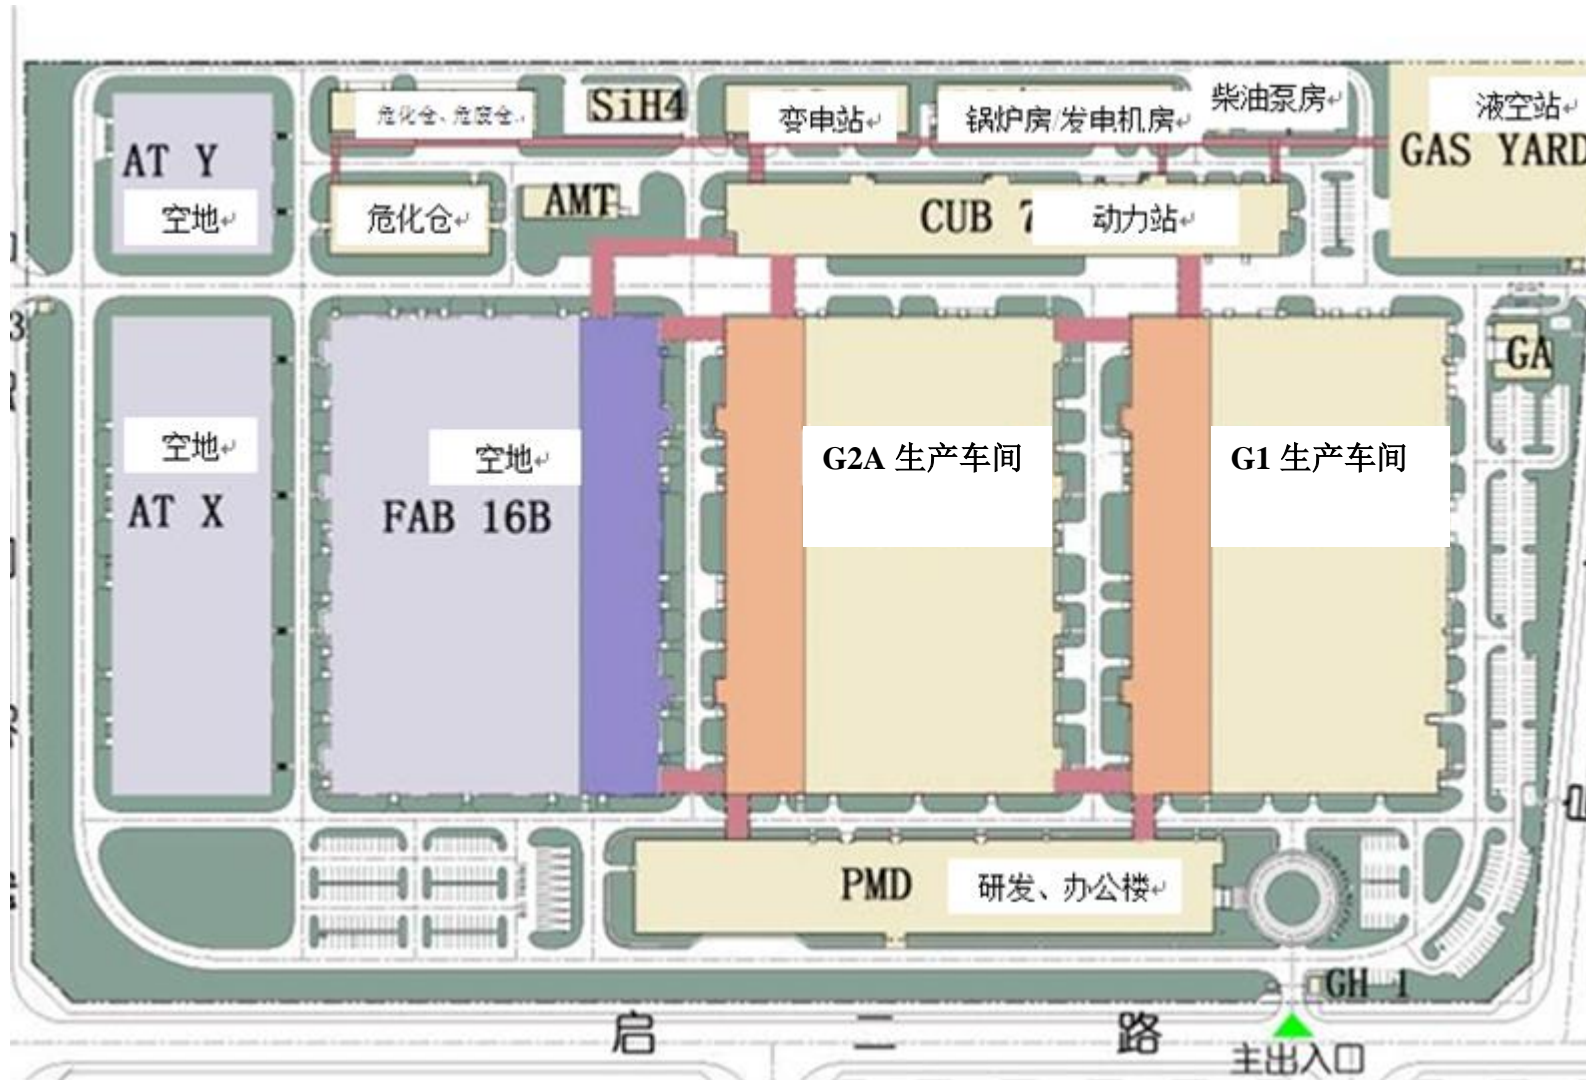 危化仓、危废仓
SiH4
变电站
锅炉房/发电机房
柴油泵房
液空站
GAS YARD
AT Y
空地
危化仓
AMT
CUB 7
动力站
GA
空地
AT X
空地
FAB 16B
G2A 生产车间
G1 生产车间
PMD
研发、办公楼
GH 1
启二路
主出入口